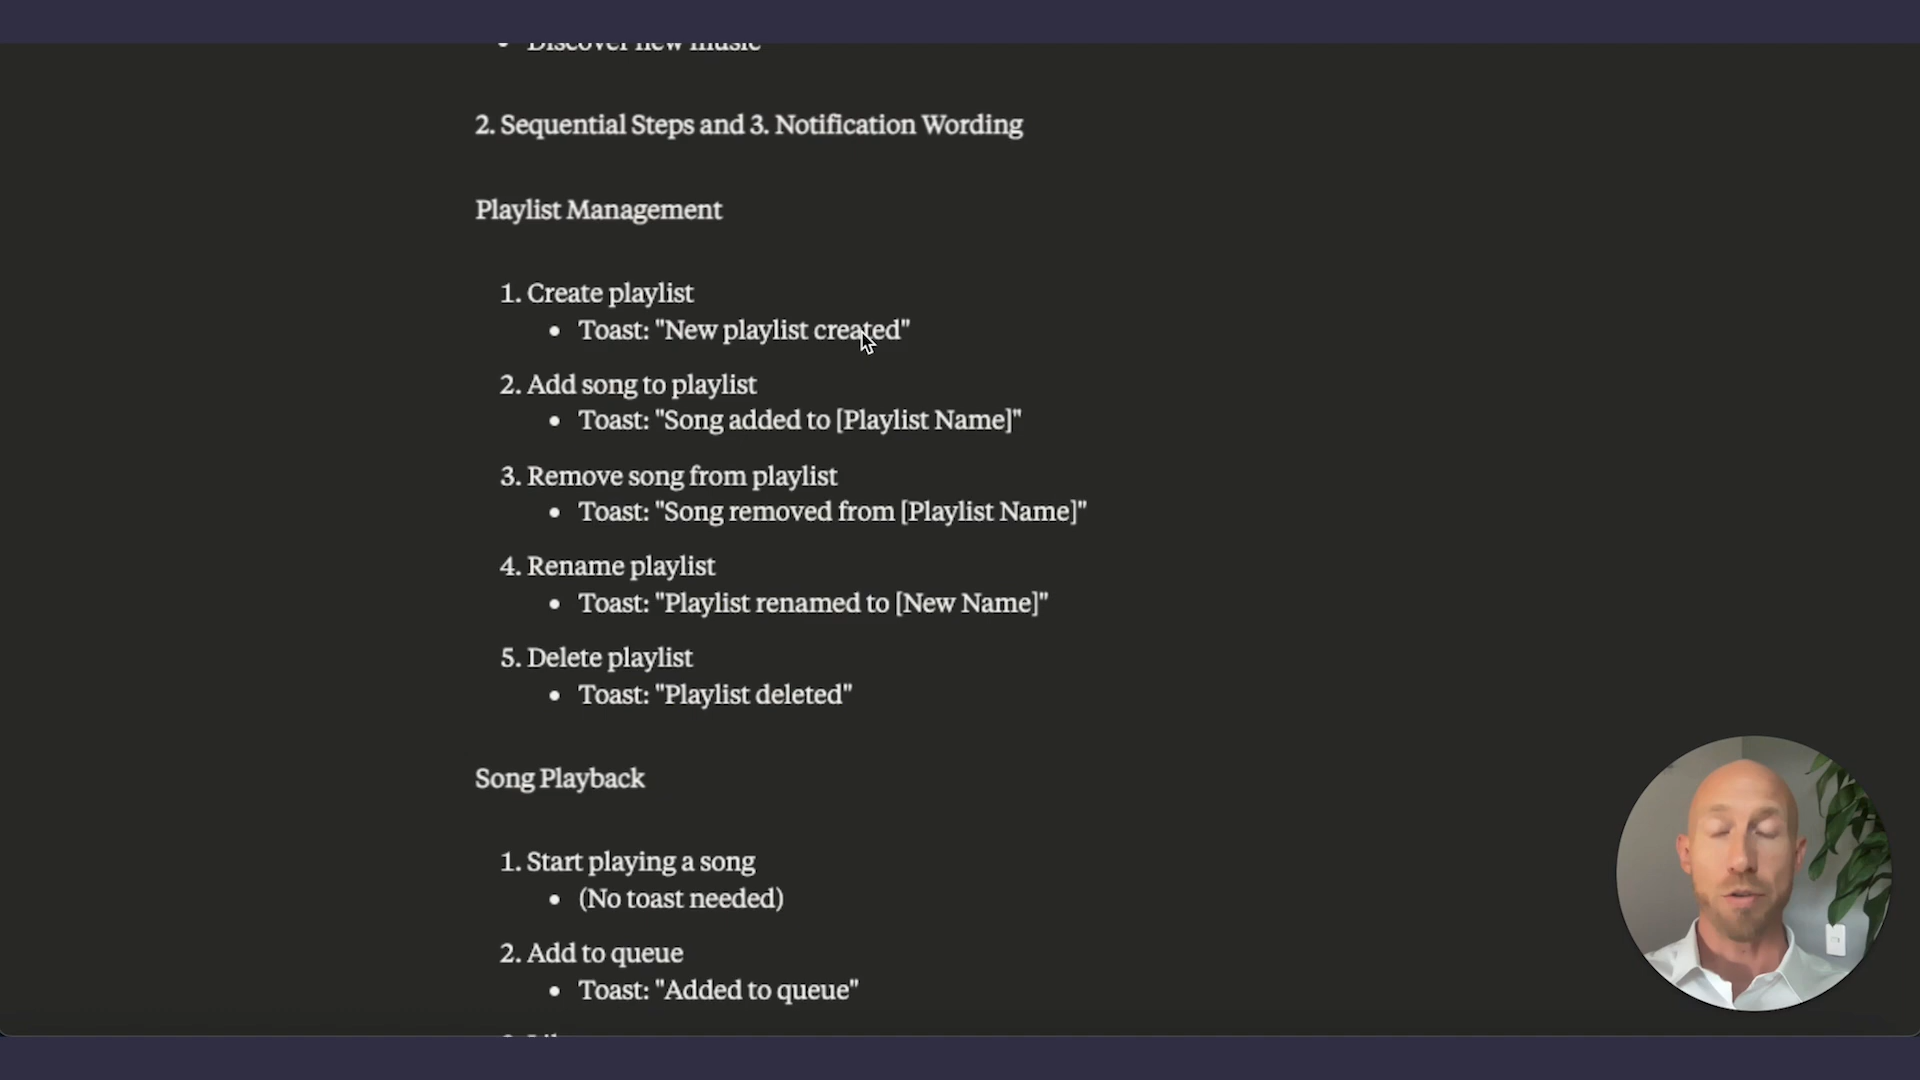 • Discover new music
2. Sequential Steps and 3. Notification Wording
Playlist Management
1. Create playlist
• Toast: "New playlist created"
2. Add song to playlist
• Toast: "Song added to [Playlist Name]"
3. Remove song from playlist
• Toast: "Song removed from [Playlist Name]"
4. Rename playlist
• Toast: "Playlist renamed to [New Name]"
5. Delete playlist
• Toast: "Playlist deleted"
Song Playback
1. Start playing a song
• (No toast needed)
2. Add to queue
• Toast: "Added to queue"